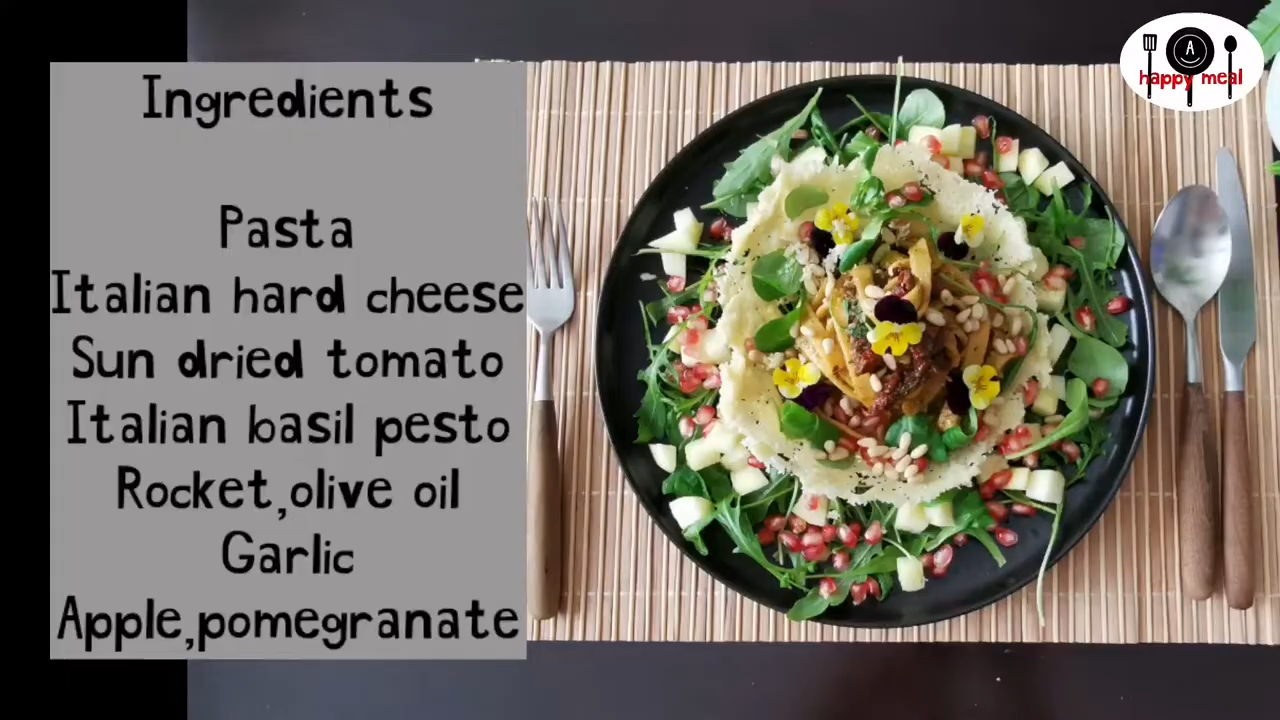 Ingredients
Pasta
Italian hard cheese
Sun dried tomato
Italian basil pesto
Rocket,olive oil
Garlic
Apple,pomegranate
A
happy meal